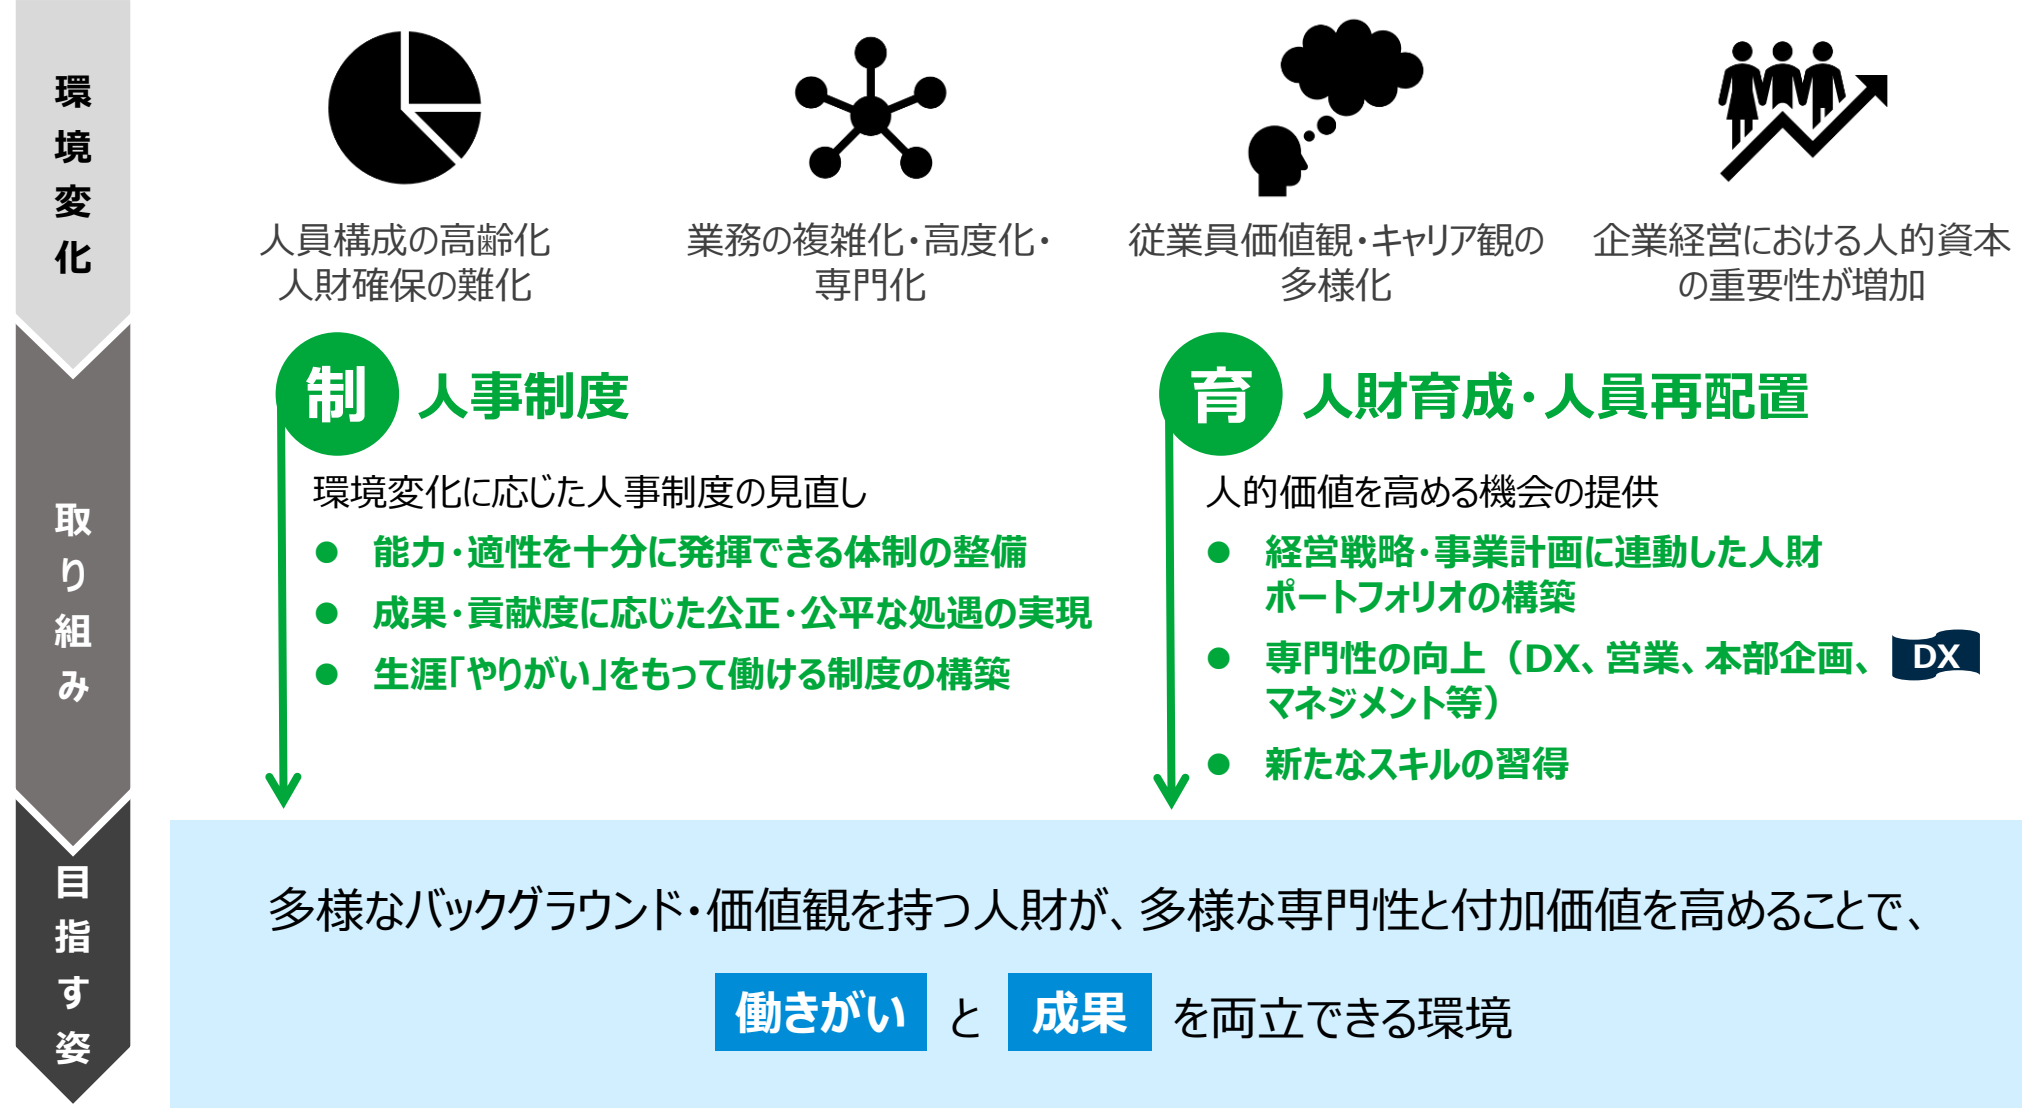 環境変化
人員構成の高齢化
人財確保の難化
業務の複雑化・高度化・
専門化
従業員価値観・キャリア観の
多様化
企業経営における人的資本
の重要性が増加
取り組み
制 人事制度
環境変化に応じた人事制度の見直し
● 能力・適性を十分に発揮できる体制の整備
● 成果・貢献度に応じた公正・公平な処遇の実現
● 生涯「やりがい」をもって働ける制度の構築
育 人財育成・人員再配置
人的価値を高める機会の提供
● 経営戦略・事業計画に連動した人財
ポートフォリオの構築
● 専門性の向上（DX、営業、本部企画、
マネジメント等）
DX
● 新たなスキルの習得
目指す姿
多様なバックグラウンド・価値観を持つ人財が、多様な専門性と付加価値を高めることで、
働きがい と 成果 を両立できる環境